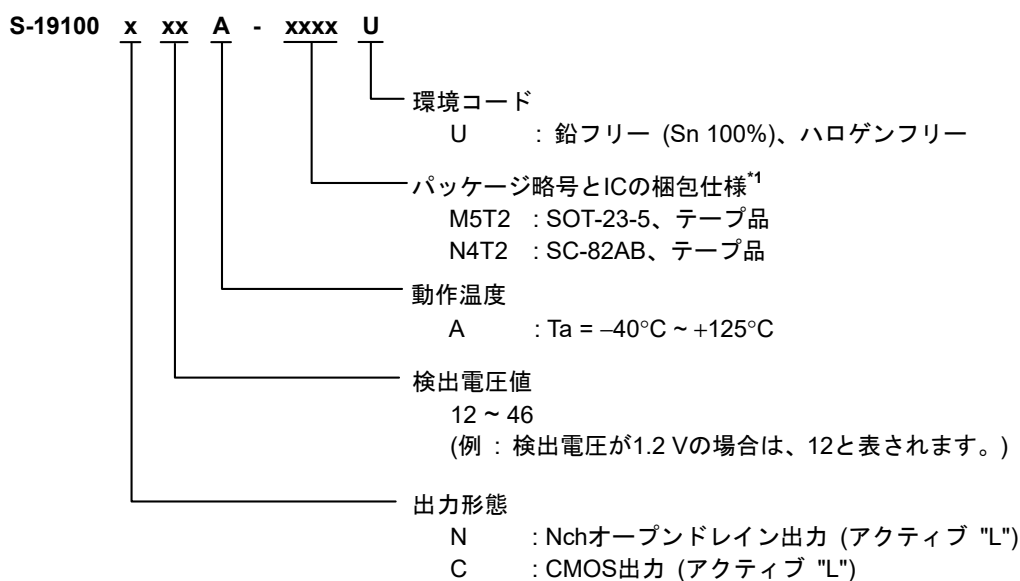 S-19100 x xx A - xxxx U
環境コード
U : 鉛フリー (Sn 100%)、ハロゲンフリー
パッケージ略号とICの梱包仕様*1
M5T2 : SOT-23-5、テープ品
N4T2 : SC-82AB、テープ品
動作温度
A : Ta = −40°C ~ +125°C
検出電圧値
12 ~ 46
(例 : 検出電圧が1.2 Vの場合は、12と表されます。)
出力形態
N : Nchオープンドレイン出力 (アクティブ "L")
C : CMOS出力 (アクティブ "L")